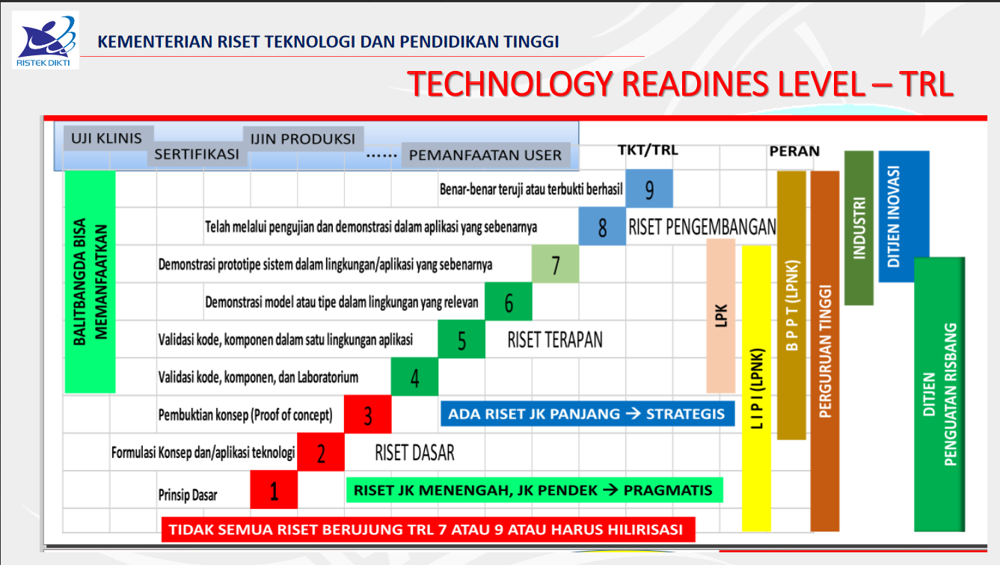 RISTEK DIKTI
KEMENTERIAN RISET TEKNOLOGI DAN PENDIDIKAN TINGGI
TECHNOLOGY READINES LEVEL – TRL
UJI KLINIS
SERTIFIKASI
IJIN PRODUKSI
......
PEMANFAATAN USER
TKT/TRL
PERAN
BALITBANGDA BISA
MEMANFAATKAN
Benar-benar teruji atau terbukti berhasil
9
Telah melalui pengujian dan demonstrasi dalam aplikasi yang sebenarnya
8
RISET PENGEMBANGAN
Demonstrasi prototipe sistem dalam lingkungan/aplikasi yang sebenarnya
7
Demonstrasi model atau tipe dalam lingkungan yang relevan
6
Validasi kode, komponen dalam satu lingkungan aplikasi
5
RISET TERAPAN
Validasi kode, komponen, dan Laboratorium
4
Pembuktian konsep (Proof of concept)
3
ADA RISET JK PANJANG → STRATEGIS
Formulasi Konsep dan/aplikasi teknologi
2
RISET DASAR
Prinsip Dasar
1
RISET JK MENENGAH, JK PENDEK → PRAGMATIS
TIDAK SEMUA RISET BERUJUNG TRL 7 ATAU 9 ATAU HARUS HILIRISASI
LPK
L I P I (LPNK)
B P P T (LPNK)
PERGURUAN TINGGI
INDUSTRI
DITJEN INOVASI
DITJEN
PENGUATAN RISBANG